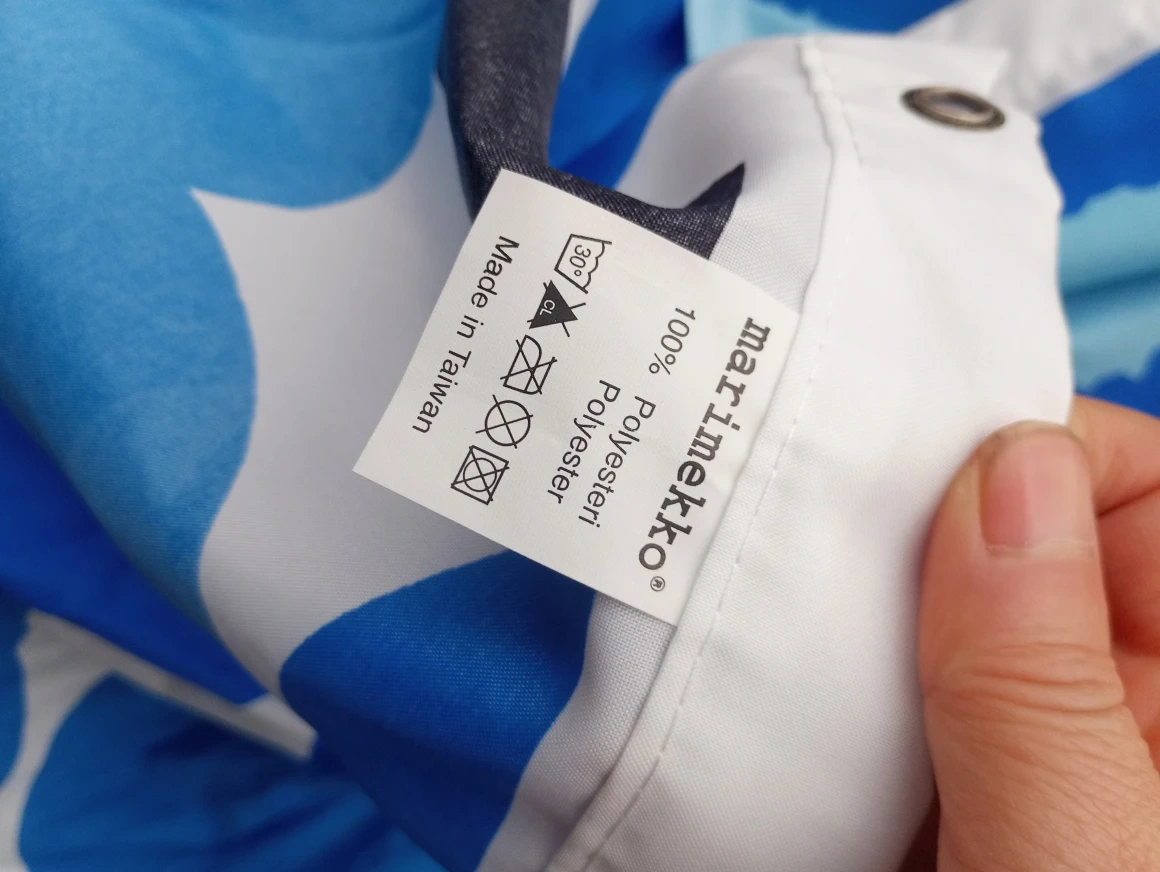 marimekko®
100% Polyesteri
Polyester
30° CL
Made in Taiwan